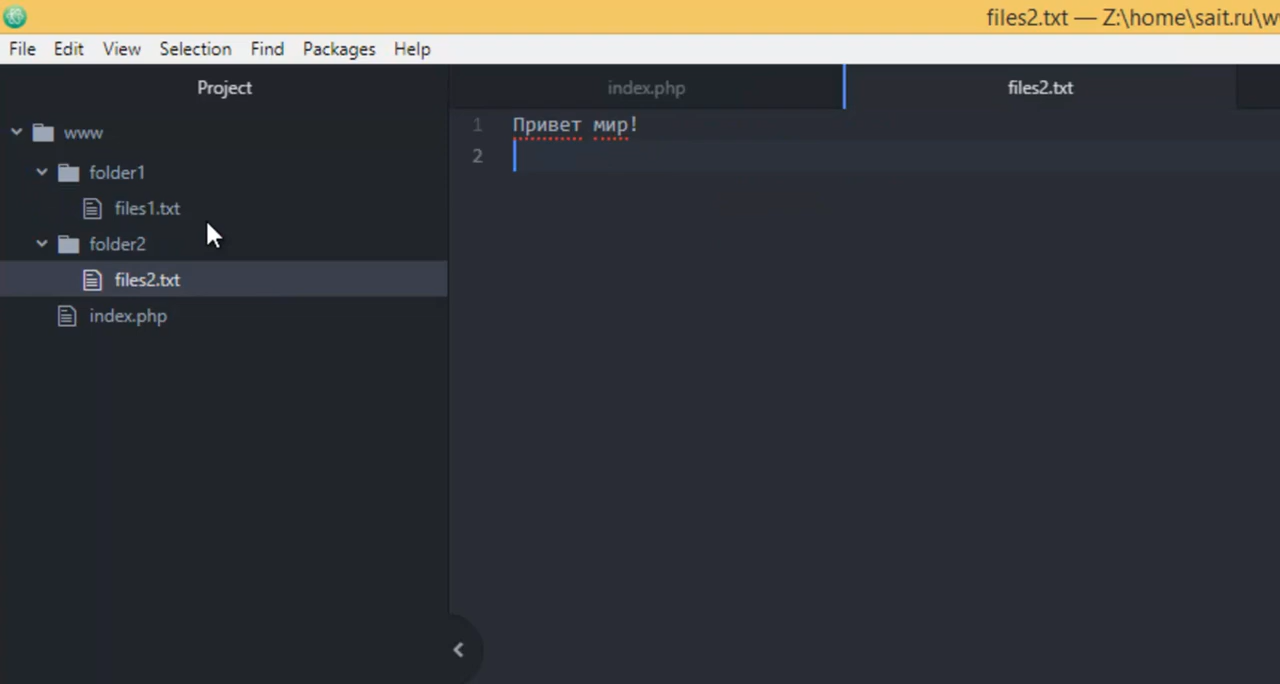 files2.txt — Z:\home\sait.ru\w
File Edit View Selection Find Packages Help
Project
index.php
files2.txt
www
folder1
files1.txt
folder2
files2.txt
index.php
1 Привет мир!
2